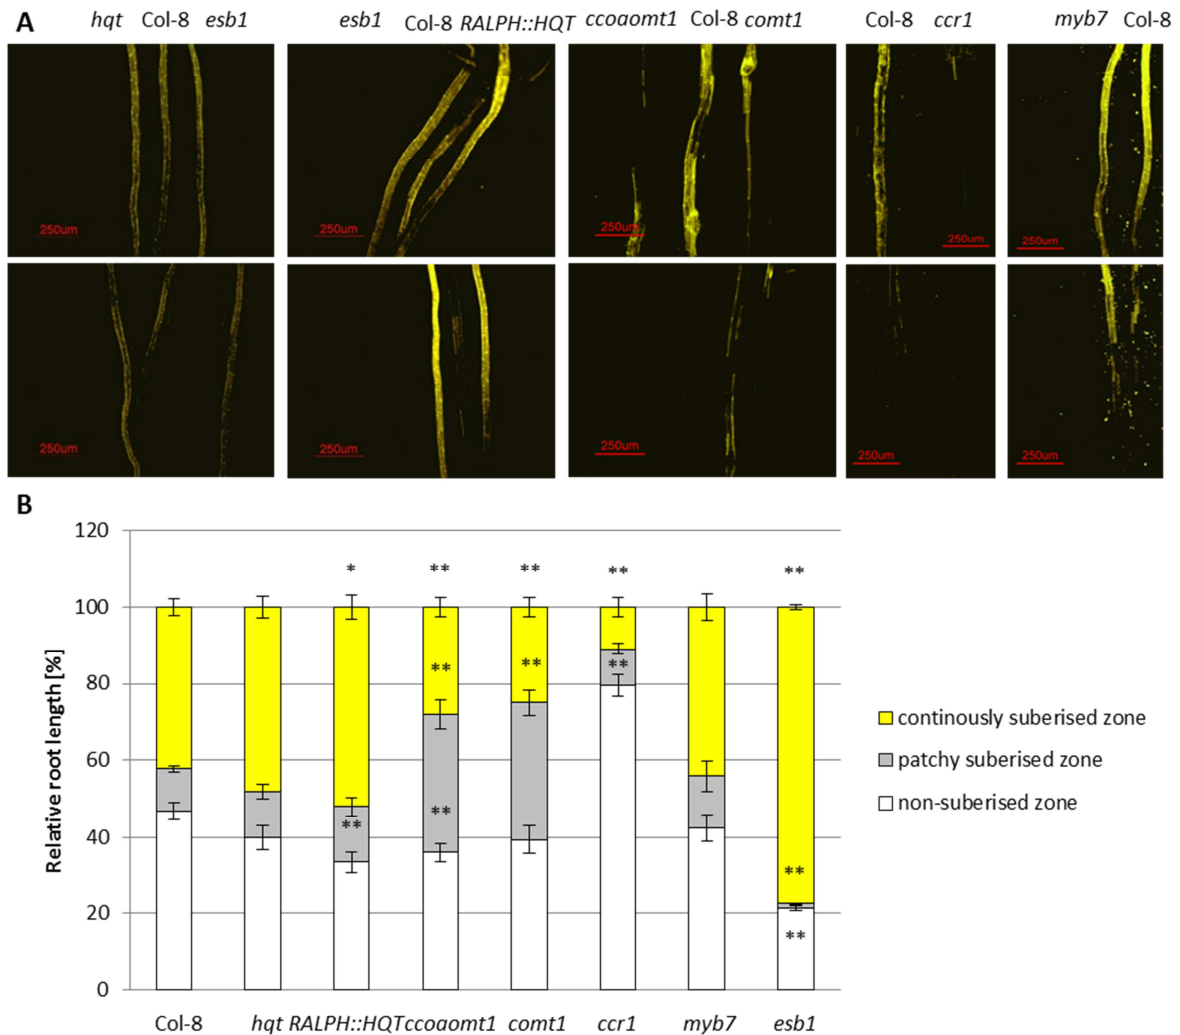 A
hqt Col-8 esb1
esb1 Col-8 RALPH::HQT
ccoaomt1 Col-8 comt1
Col-8 ccr1
myb7 Col-8
250um
250um
250um
250um
250um
250um
250um
250um
250um
250um
B
Relative root length [%]
120
100
80
60
40
20
0
* ** ** ** **
** ** **
** ** **
**
Col-8 hqt RALPH::HQT ccoaomt1 comt1 ccr1 myb7 esb1
continously suberised zone
patchy suberised zone
non-suberised zone